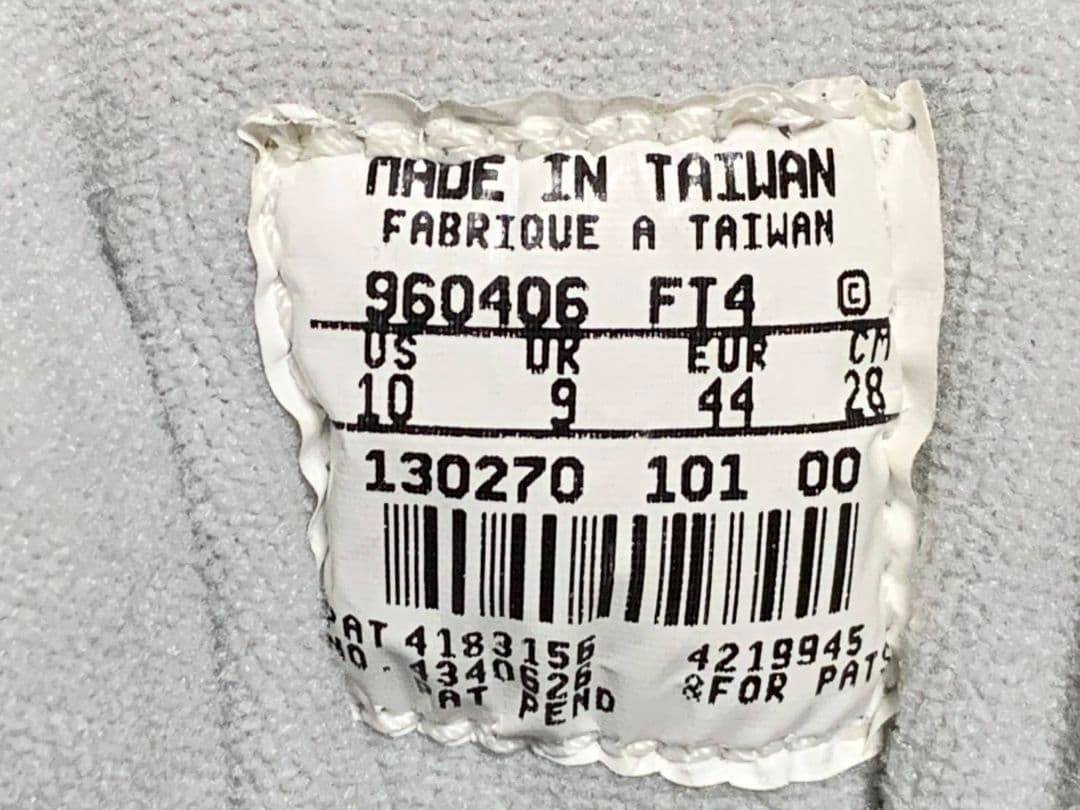 MADE IN TAIWAN
FABRIQUE A TAIWAN
960406 FT4 ©
US UK EUR CM
10 9 44 28
130270 101 00
PAT 4183156 4219945
NO. 4340626 &FOR PATS
PAT PEND